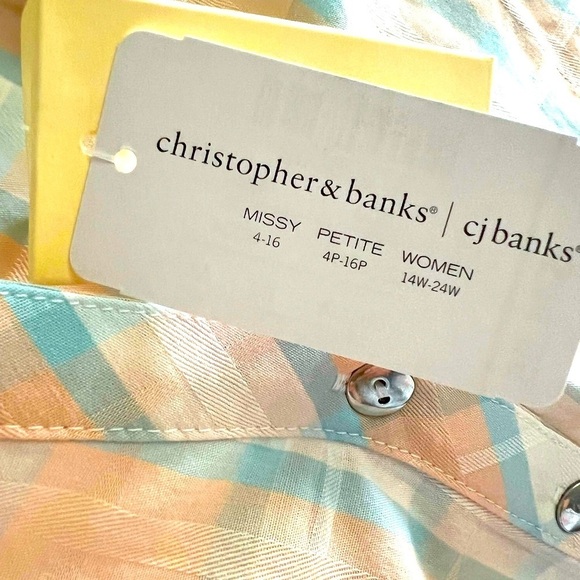 christopher & banks® | cj banks®
MISSY PETITE WOMEN
4-16 4P-16P 14W-24W